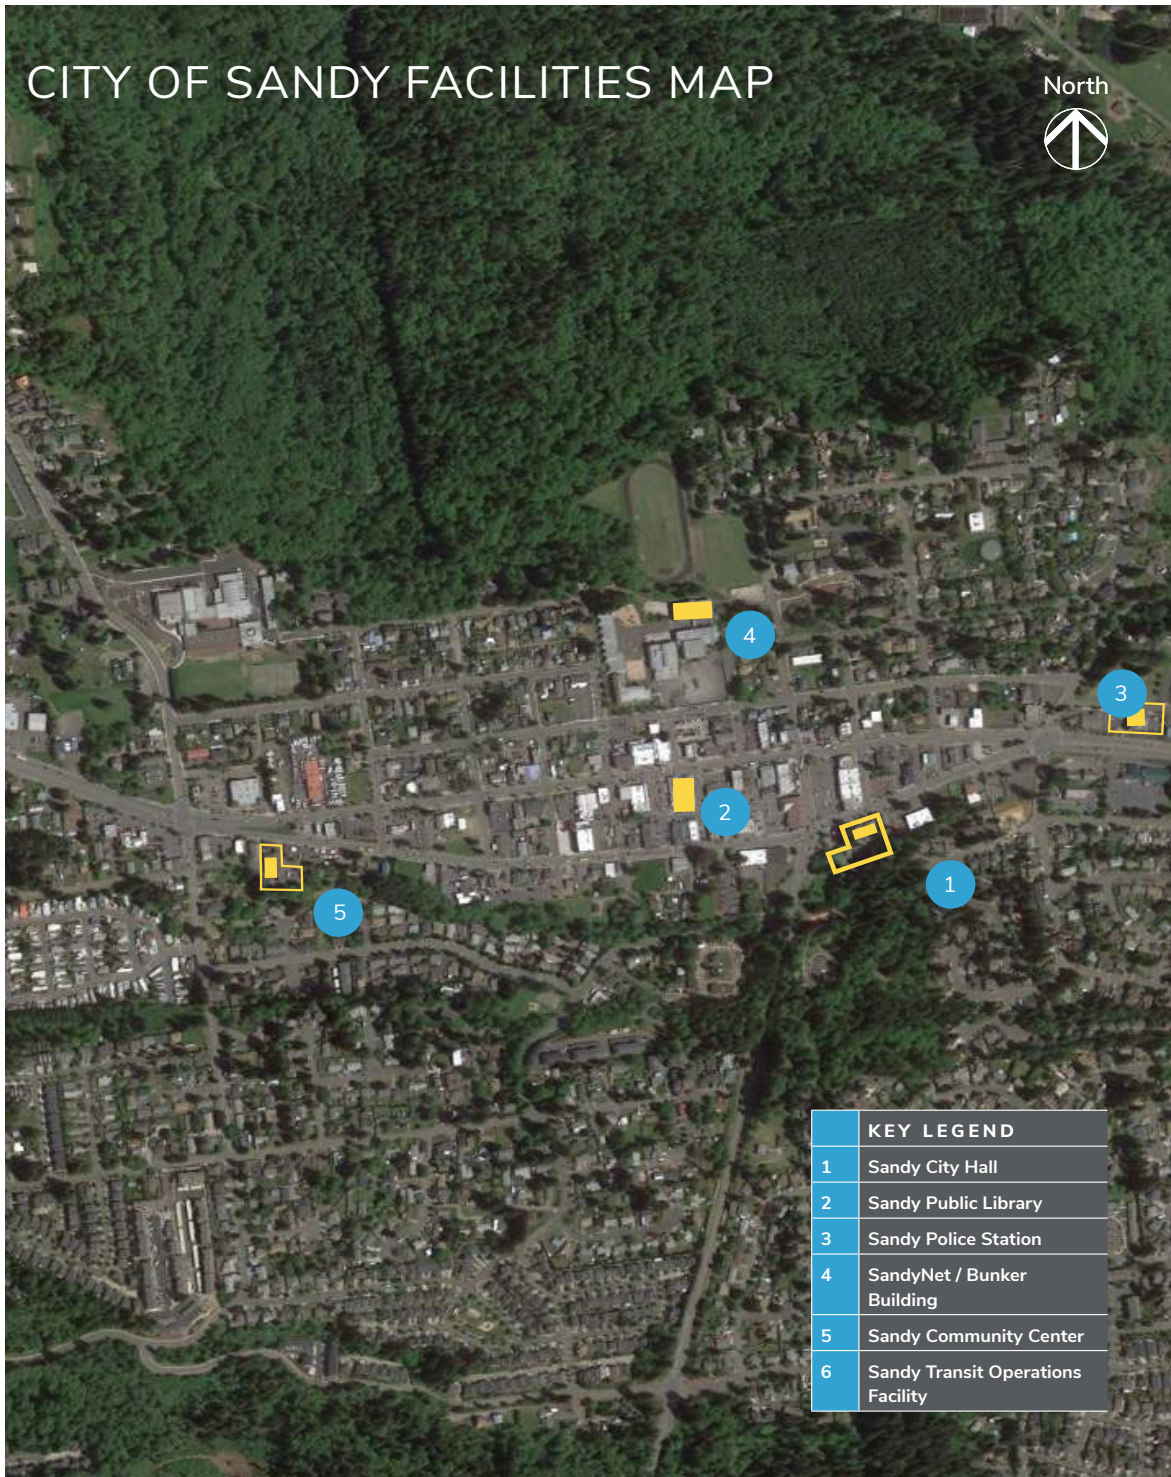 CITY OF SANDY FACILITIES MAP
North
4
3
2
1
5
KEY LEGEND
1 Sandy City Hall
2 Sandy Public Library
3 Sandy Police Station
4 SandyNet / Bunker
Building
5 Sandy Community Center
6 Sandy Transit Operations
Facility